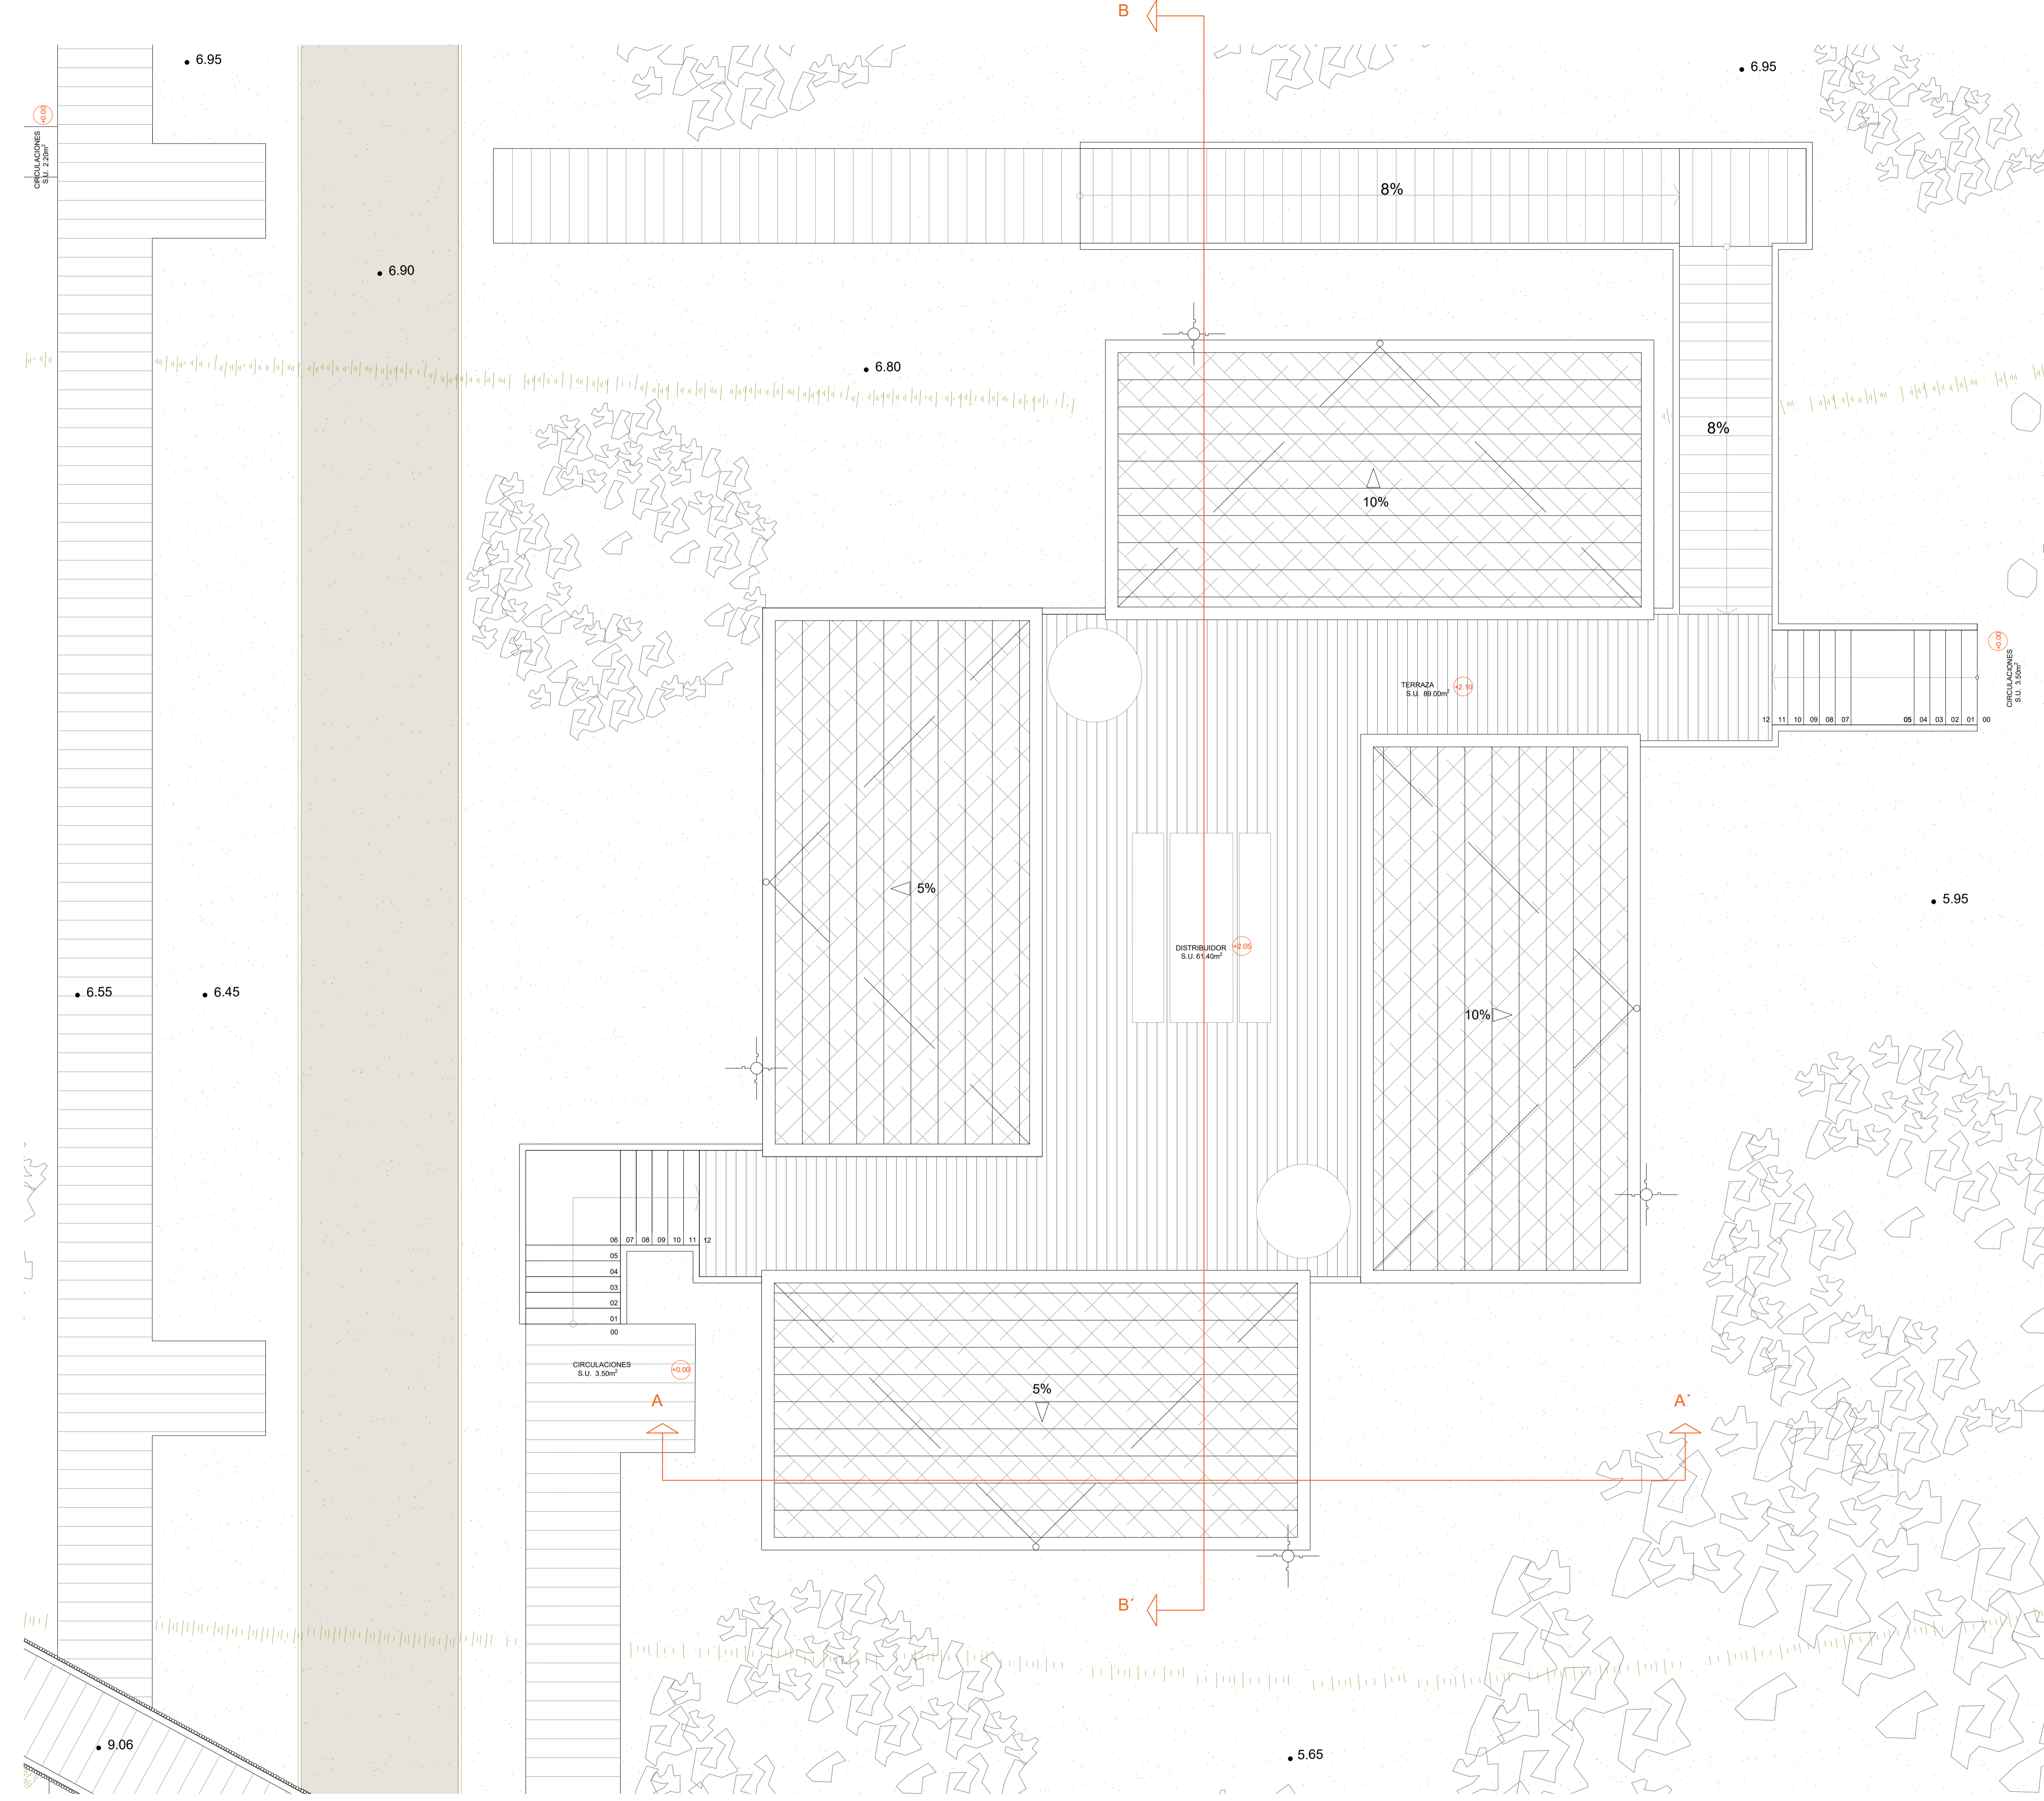 B
6.95
6.95
+0.00
CIRCULACIONES
S.U. 2.20m²
8%
6.90
6.80
8%
10%
+0.00
CIRCULACIONES
S.U. 3.50m²
TERRAZA
S.U. 89.00m²
+2.10
12 11 10 09 08 07 05 04 03 02 01 00
5%
5.95
DISTRIBUIDOR
S.U. 61.40m²
+2.05
6.55
6.45
10%
06 07 08 09 10 11 12
05
04
03
02
01
00
CIRCULACIONES
S.U. 3.50m²
+0.00
5%
A
A´
B´
9.06
5.65